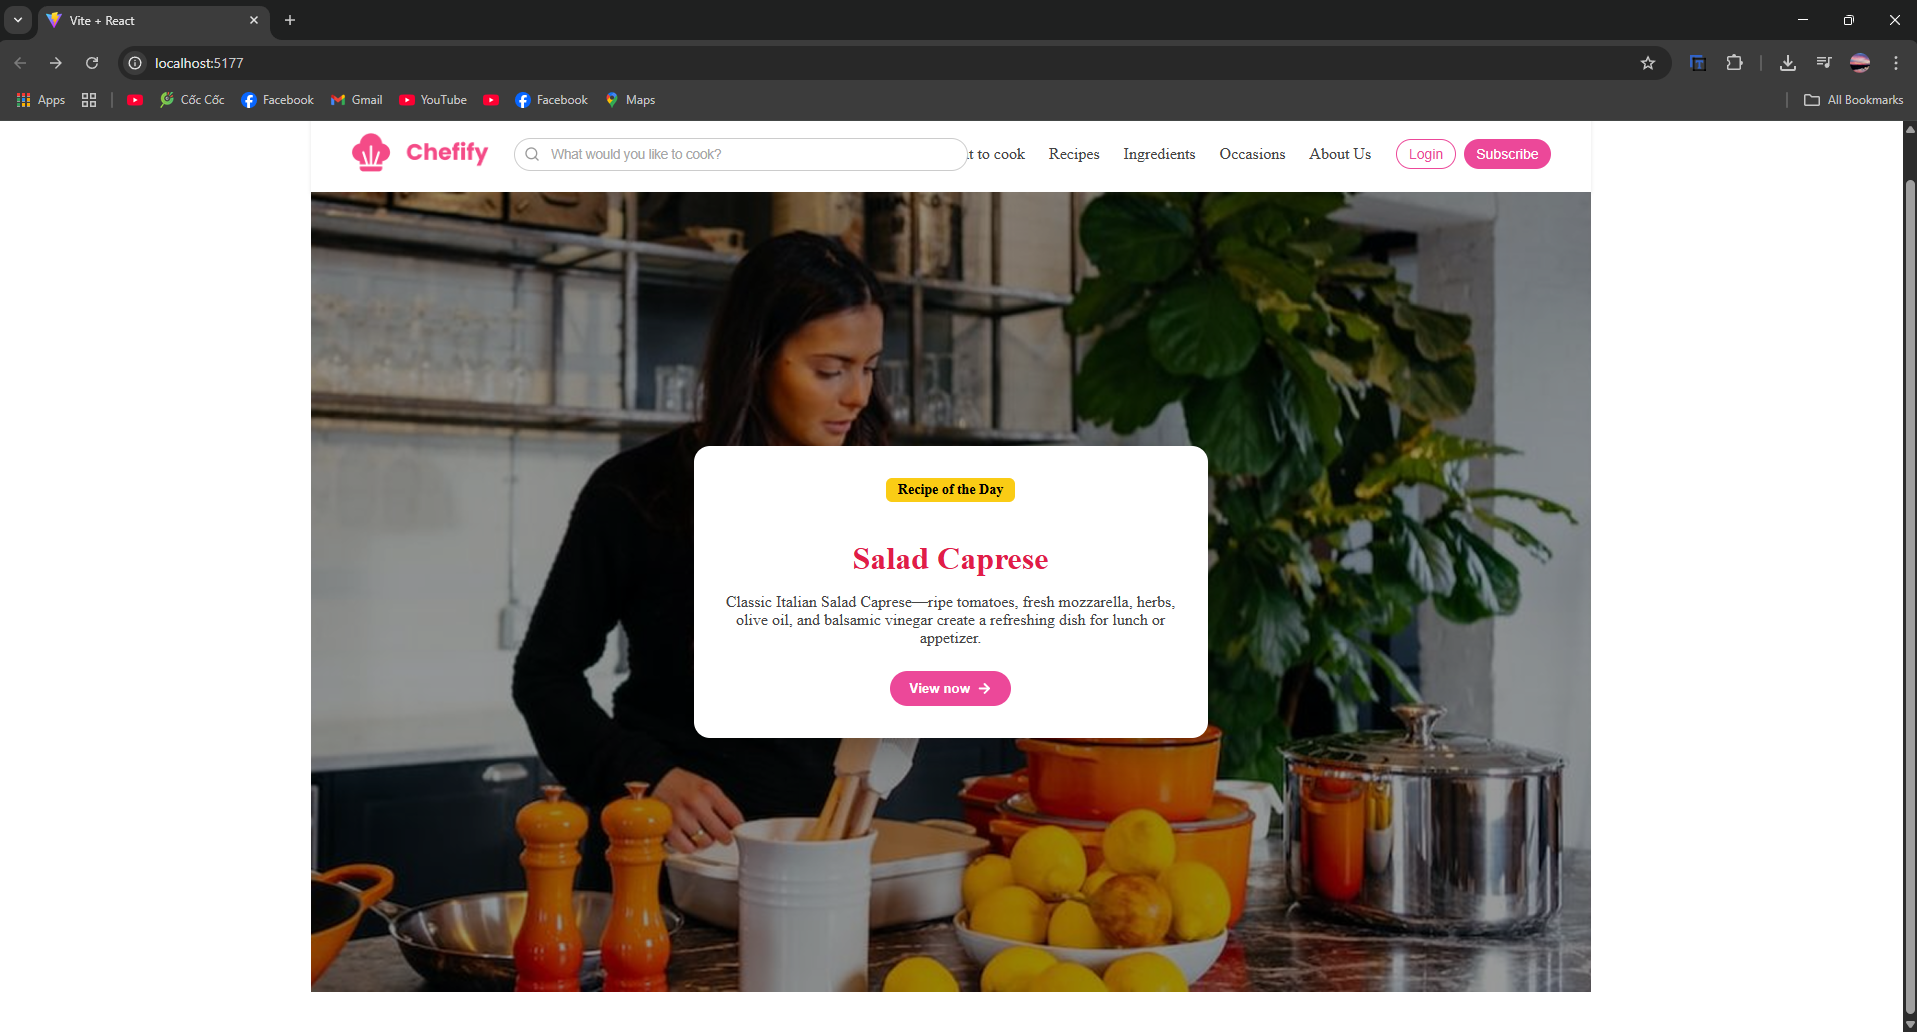 Vite + React
localhost:5177
Apps
Cốc Cốc
Facebook
Gmail
YouTube
Facebook
Maps
All Bookmarks
Chefify
What would you like to cook?
t to cook
Recipes
Ingredients
Occasions
About Us
Login
Subscribe
Recipe of the Day
Salad Caprese
Classic Italian Salad Caprese—ripe tomatoes, fresh mozzarella, herbs,
olive oil, and balsamic vinegar create a refreshing dish for lunch or
appetizer.
View now